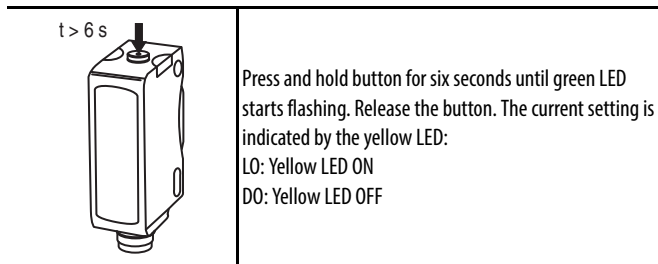 t > 6 s
Press and hold button for six seconds until green LED
starts flashing. Release the button. The current setting is
indicated by the yellow LED:
LO: Yellow LED ON
DO: Yellow LED OFF